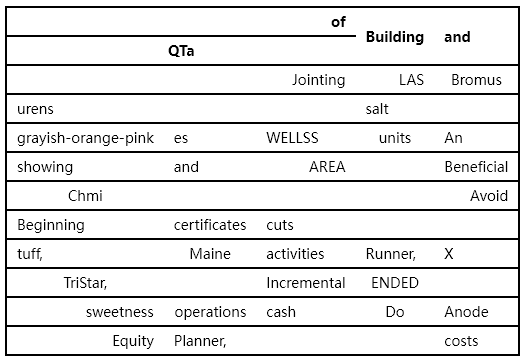 of
Building and
QTa
Jointing LAS Bromus
urens salt
grayish-orange-pink es WELLSS units An
showing and AREA Beneficial
Chmi Avoid
Beginning certificates cuts
tuff, Maine activities Runner, X
TriStar, Incremental ENDED
sweetness operations cash Do Anode
Equity Planner, costs